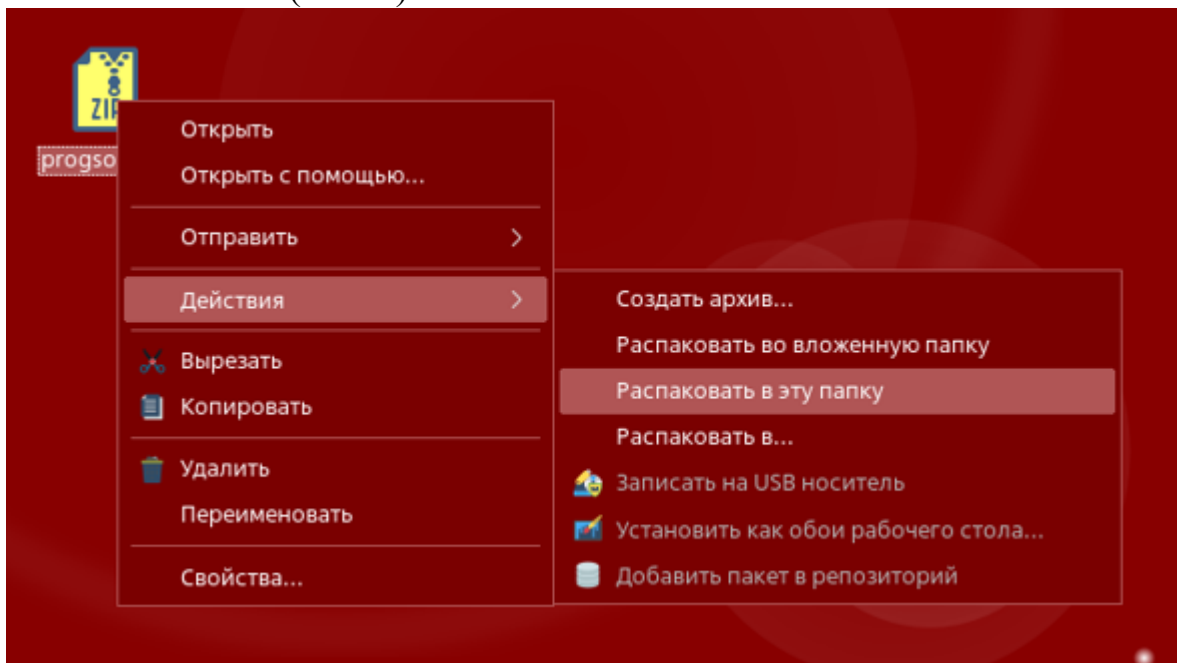 ZIP
progso
Открыть
Открыть с помощью...
Отправить
Действия
Вырезать
Копировать
Удалить
Переименовать
Свойства...
Создать архив...
Распаковать во вложенную папку
Распаковать в эту папку
Распаковать в...
Записать на USB носитель
Установить как обои рабочего стола...
Добавить пакет в репозиторий